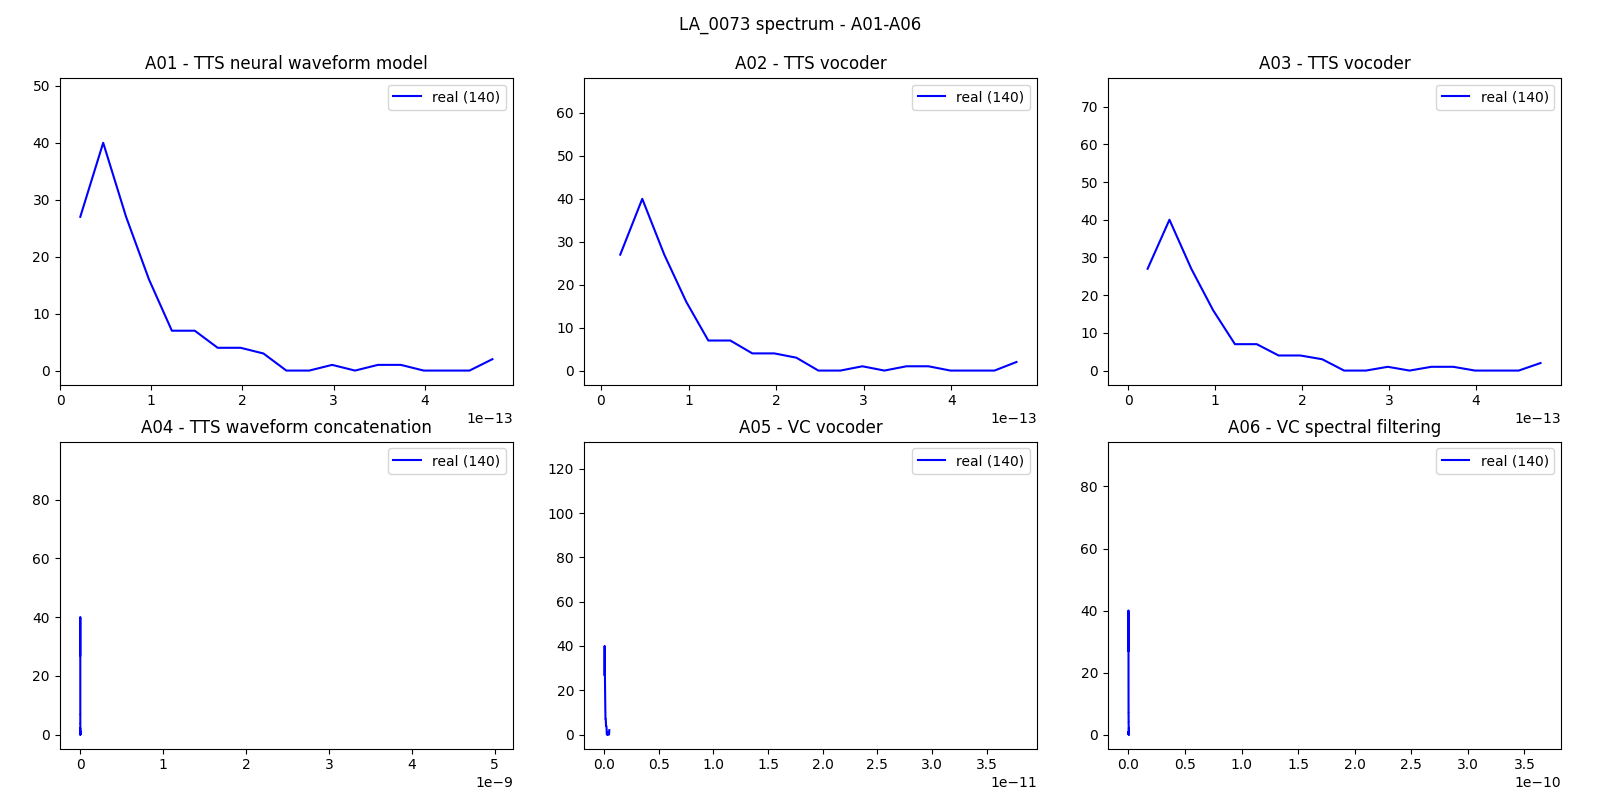 LA_0073 spectrum - A01-A06
A01 - TTS neural waveform model
real (140)
50
40
30
20
10
0
0 1 2 3 4
1e−13
A02 - TTS vocoder
real (140)
60
50
40
30
20
10
0
0 1 2 3 4
1e−13
A03 - TTS vocoder
real (140)
70
60
50
40
30
20
10
0
0 1 2 3 4
1e−13
A04 - TTS waveform concatenation
real (140)
80
60
40
20
0
0 1 2 3 4 5
1e−9
A05 - VC vocoder
real (140)
120
100
80
60
40
20
0
0.0 0.5 1.0 1.5 2.0 2.5 3.0 3.5
1e−11
A06 - VC spectral filtering
real (140)
80
60
40
20
0
0.0 0.5 1.0 1.5 2.0 2.5 3.0 3.5
1e−10